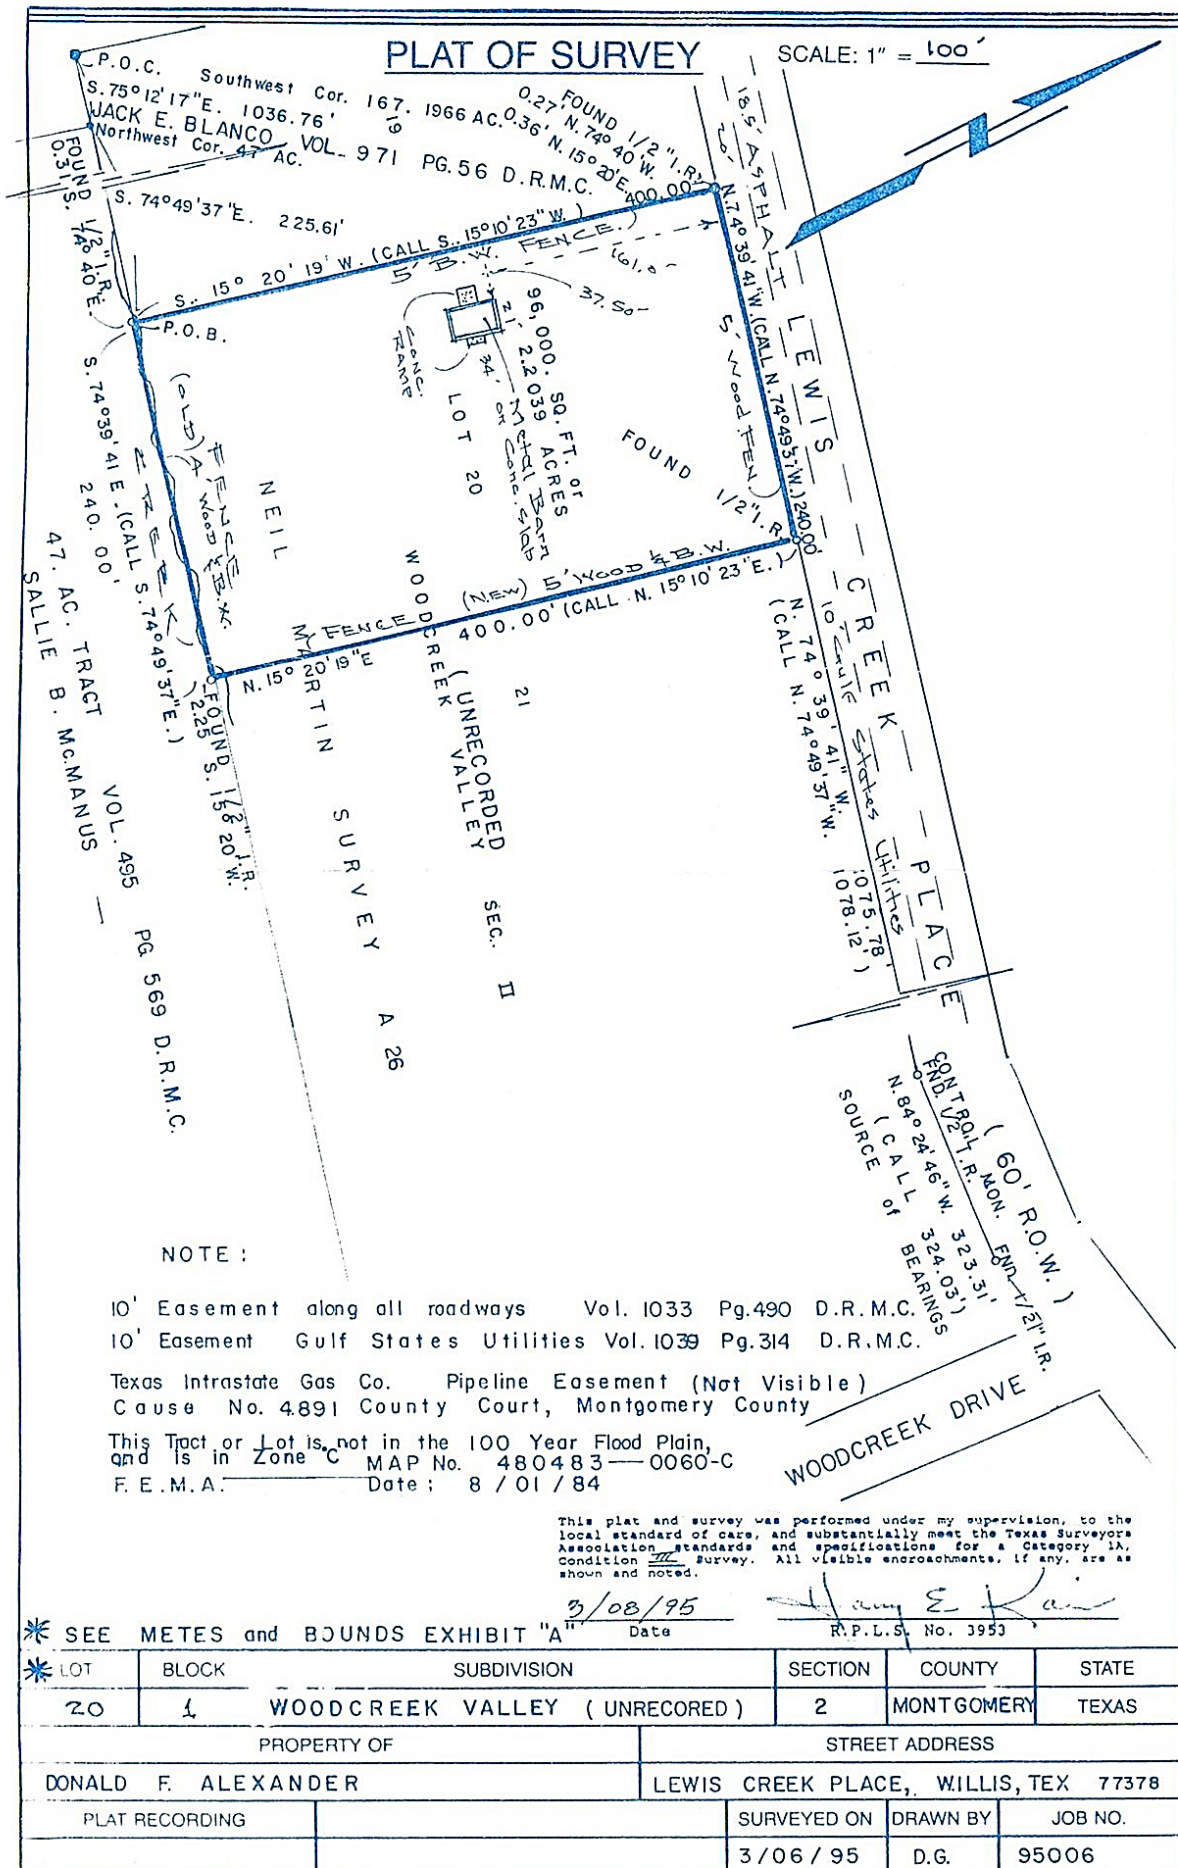 PLAT OF SURVEY
SCALE: 1" = 100'
P.O.C.
Southwest Cor. 167. 1966 AC.
S. 75° 12' 17" E. 1036.76'
19
JACK E. BLANCO VOL. 971 PG. 56 D.R.M.C.
Northwest Cor. 47 AC.
FOUND 1/2" I.R.
0.31' S. 74° 40' E.
S. 74° 49' 37" E. 225.61'
FOUND 1/2" I.R.
0.27' N. 74° 40' W.
0.36' N. 15° 20' E.
S. 15° 20' 19" W. (CALL S. 15° 10' 23" W.) 400.00'
5' B.W. FENCE.
161.0
37.50
P.O.B.
CONC. RAMP
21'
34'
96,000. SQ. FT. or
2.2039 ACRES
Metal Barn
on Conc. Slab
LOT 20
FOUND
1/2" I.R.
N. 74° 39' 41" W (CALL N. 74° 49' 37" W.) 240.00'
5' Wood FEN.
18.5' ASPHALT
LEWIS CREEK PLACE
10' Gulf States Utilities
N. 74° 39' 41" W. 1075.78'
(CALL N. 74° 49' 37" W. 1078.12')
S. 74° 39' 41 E. (CALL S. 74° 49' 37" E.)
240. 00'
CREEK
(OLD) 4' WOOD & B.W.
FENCE
NEIL
MARTIN SURVEY A 26
FENCE (NEW) 5' WOOD & B.W.
N. 15° 20' 19" E 400.00' (CALL N. 15° 10' 23" E.)
WOODCREEK VALLEY SEC. II
(UNRECORDED
21
FOUND 1/2" I.R.
2.25 S. 15° 20' W.
47. AC. TRACT VOL. 495 PG 569 D.R.M.C.
SALLIE B. McMANUS
CONTROL MON.
FND. 1/2" I.R.
FND. 1/2" I.R.
(60' R.O.W.)
N. 84° 24' 46" W. 323.31'
(CALL 324.03')
SOURCE of BEARINGS
WOODCREEK DRIVE
NOTE :
10' Easement along all roadways Vol. 1033 Pg.490 D.R.M.C.
10' Easement Gulf States Utilities Vol. 1039 Pg.314 D.R.M.C.
Texas Intrastate Gas Co. Pipeline Easement (Not Visible)
Cause No. 4891 County Court, Montgomery County
This Tract or Lot is not in the 100 Year Flood Plain,
and is in Zone "C" MAP No. 480483—0060-C
F.E.M.A. Date : 8 / 01 / 84
This plat and survey was performed under my supervision, to the
local standard of care, and substantially meet the Texas Surveyors
Association standards and specifications for a Category 1A,
Condition III Survey. All visible encroachments, if any, are as
shown and noted.
3/08/95
Date
R.P.L.S. No. 3953
* SEE METES and BOUNDS EXHIBIT "A"
* LOT BLOCK SUBDIVISION SECTION COUNTY STATE
20 1 WOODCREEK VALLEY ( UNRECORED ) 2 MONTGOMERY TEXAS
PROPERTY OF STREET ADDRESS
DONALD F. ALEXANDER LEWIS CREEK PLACE, WILLIS, TEX 77378
PLAT RECORDING SURVEYED ON DRAWN BY JOB NO.
3/06/95 D.G. 95006